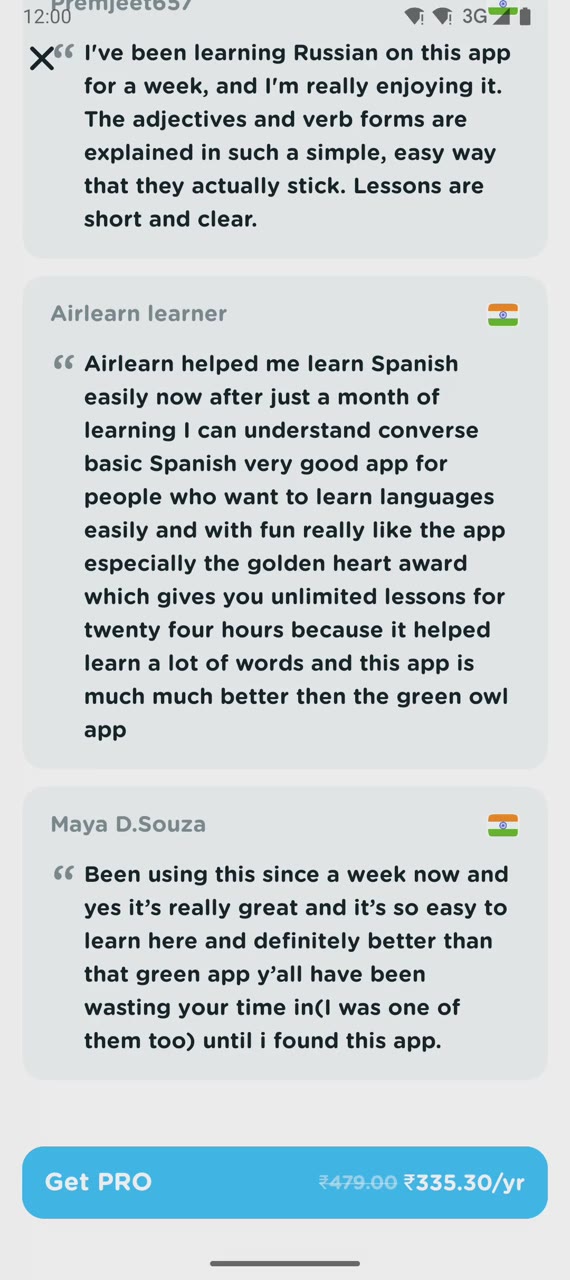 Premjeet657
12:00
3G
“ I've been learning Russian on this app
for a week, and I'm really enjoying it.
The adjectives and verb forms are
explained in such a simple, easy way
that they actually stick. Lessons are
short and clear.
Airlearn learner
“ Airlearn helped me learn Spanish
easily now after just a month of
learning I can understand converse
basic Spanish very good app for
people who want to learn languages
easily and with fun really like the app
especially the golden heart award
which gives you unlimited lessons for
twenty four hours because it helped
learn a lot of words and this app is
much much better then the green owl
app
Maya D.Souza
“ Been using this since a week now and
yes it’s really great and it’s so easy to
learn here and definitely better than
that green app y’all have been
wasting your time in(I was one of
them too) until i found this app.
Get PRO ₹479.00 ₹335.30/yr